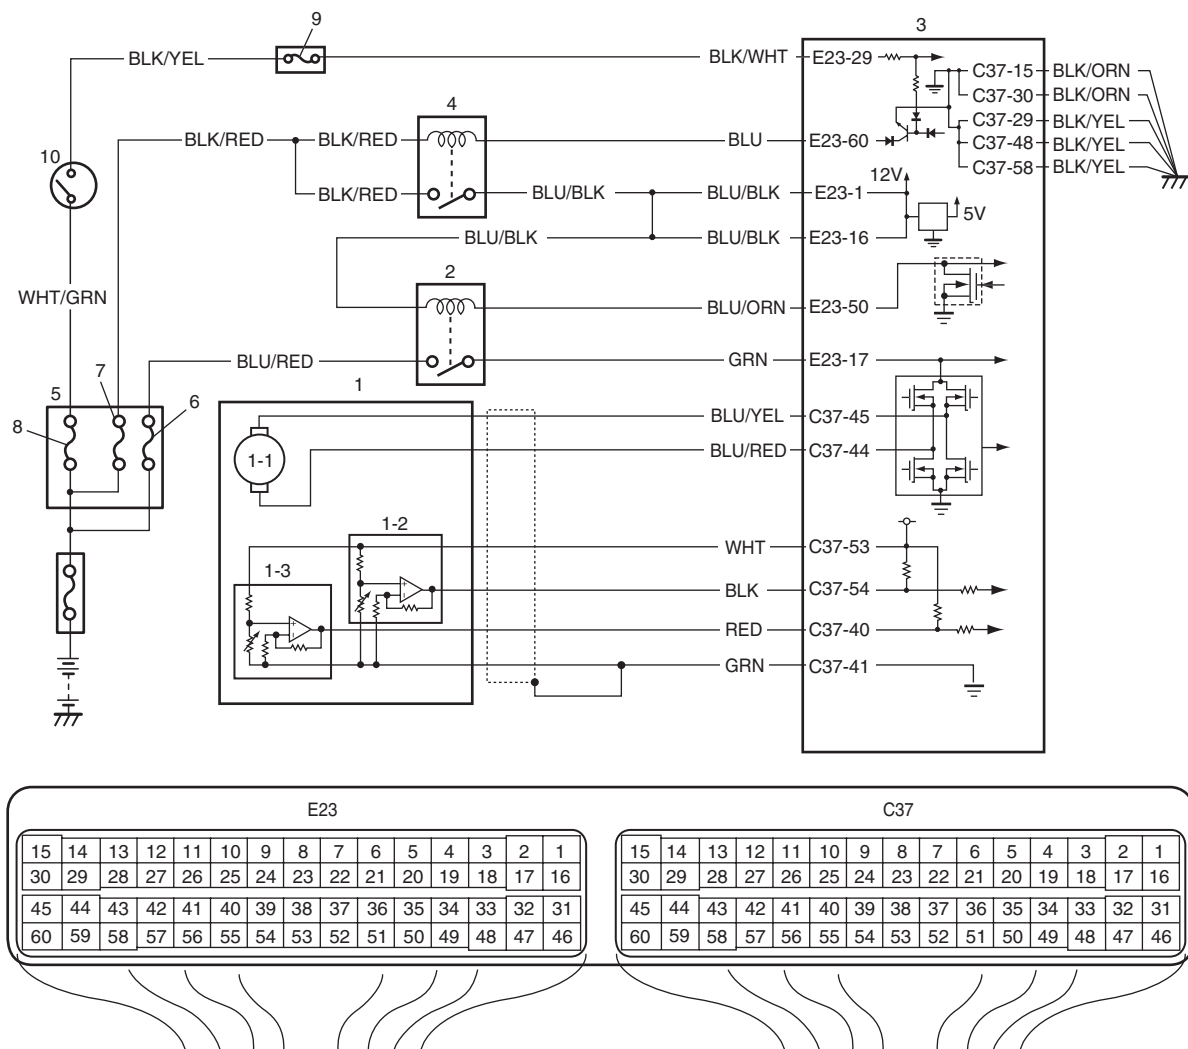 9
3
BLK/YEL
BLK/WHT
E23-29
C37-15
BLK/ORN
C37-30
BLK/ORN
4
C37-29
BLK/YEL
BLK/RED
BLK/RED
BLU
E23-60
C37-48
BLK/YEL
10
C37-58
BLK/YEL
12V
BLK/RED
BLU/BLK
BLU/BLK
E23-1
5V
BLU/BLK
BLU/BLK
E23-16
2
WHT/GRN
BLU/ORN
E23-50
BLU/RED
GRN
E23-17
7
1
5
6
8
BLU/YEL
C37-45
1-1
BLU/RED
C37-44
1-2
WHT
C37-53
1-3
+
-
BLK
C37-54
+
-
RED
C37-40
GRN
C37-41
E23
C37
15 14 13 12 11 10 9 8 7 6 5 4 3 2 1
30 29 28 27 26 25 24 23 22 21 20 19 18 17 16
45 44 43 42 41 40 39 38 37 36 35 34 33 32 31
60 59 58 57 56 55 54 53 52 51 50 49 48 47 46
15 14 13 12 11 10 9 8 7 6 5 4 3 2 1
30 29 28 27 26 25 24 23 22 21 20 19 18 17 16
45 44 43 42 41 40 39 38 37 36 35 34 33 32 31
60 59 58 57 56 55 54 53 52 51 50 49 48 47 46